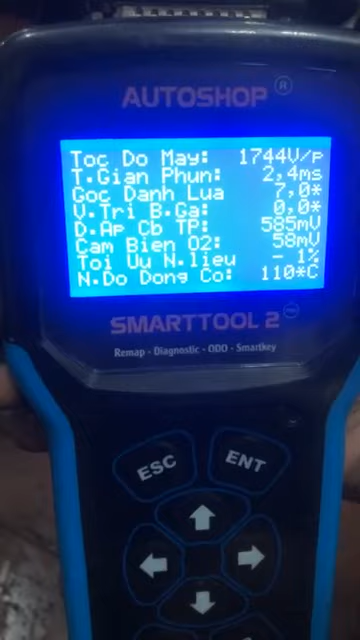 AUTOSHOP ®
Toc Do May: 1744V/p
T.Gian Phun: 2,4ms
Goc Danh Lua 7,0*
V.Tri B.Ga: 0,0*
D.Ap Cb TP: 585mV
Cam Bien O2: 58mV
Toi Uu N.lieu - 1%
N.Do Dong Co: 110*C
SMARTTOOL 2
Remap - Diagnostic - ODO - Smartkey
ESC
ENT